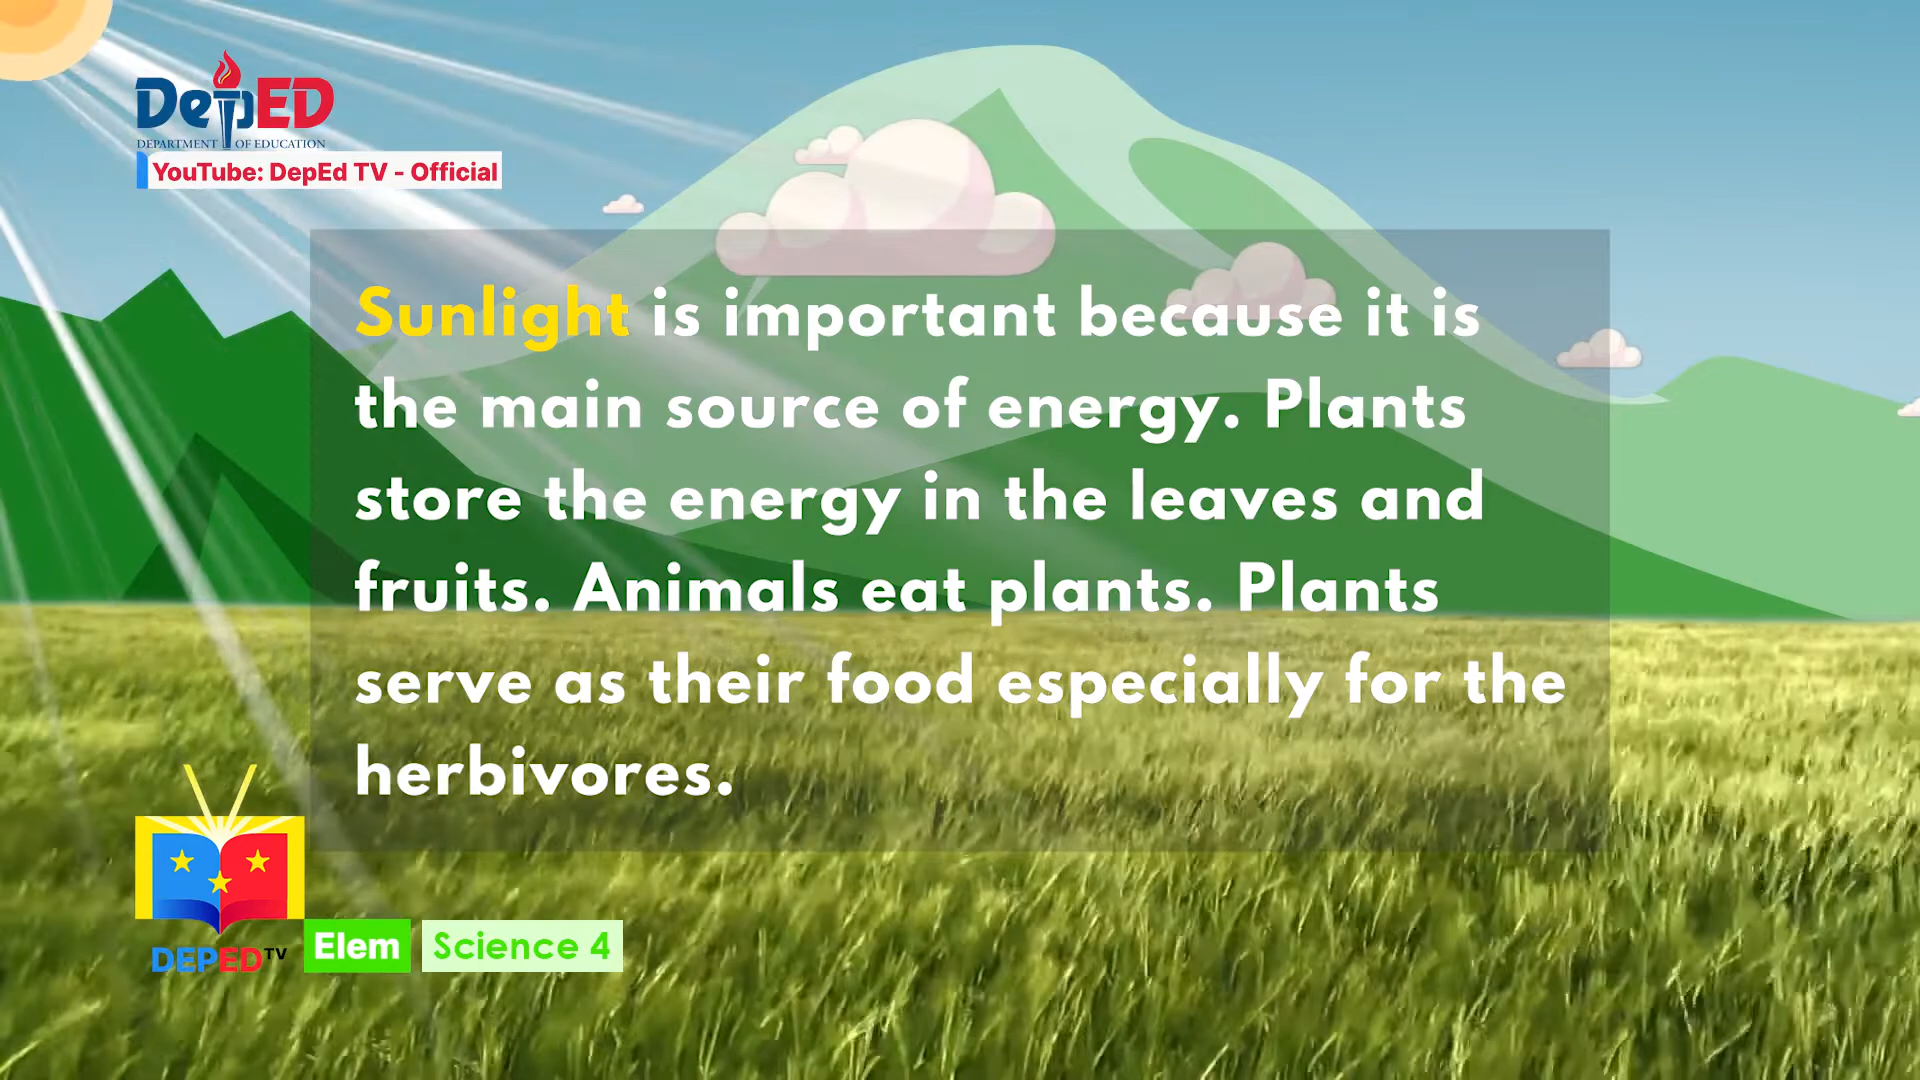 DepED
DEPARTMENT OF EDUCATION
YouTube: DepEd TV - Official
Sunlight is important because it is
the main source of energy. Plants
store the energy in the leaves and
fruits. Animals eat plants. Plants
serve as their food especially for the
herbivores.
DEPED TV
Elem Science 4